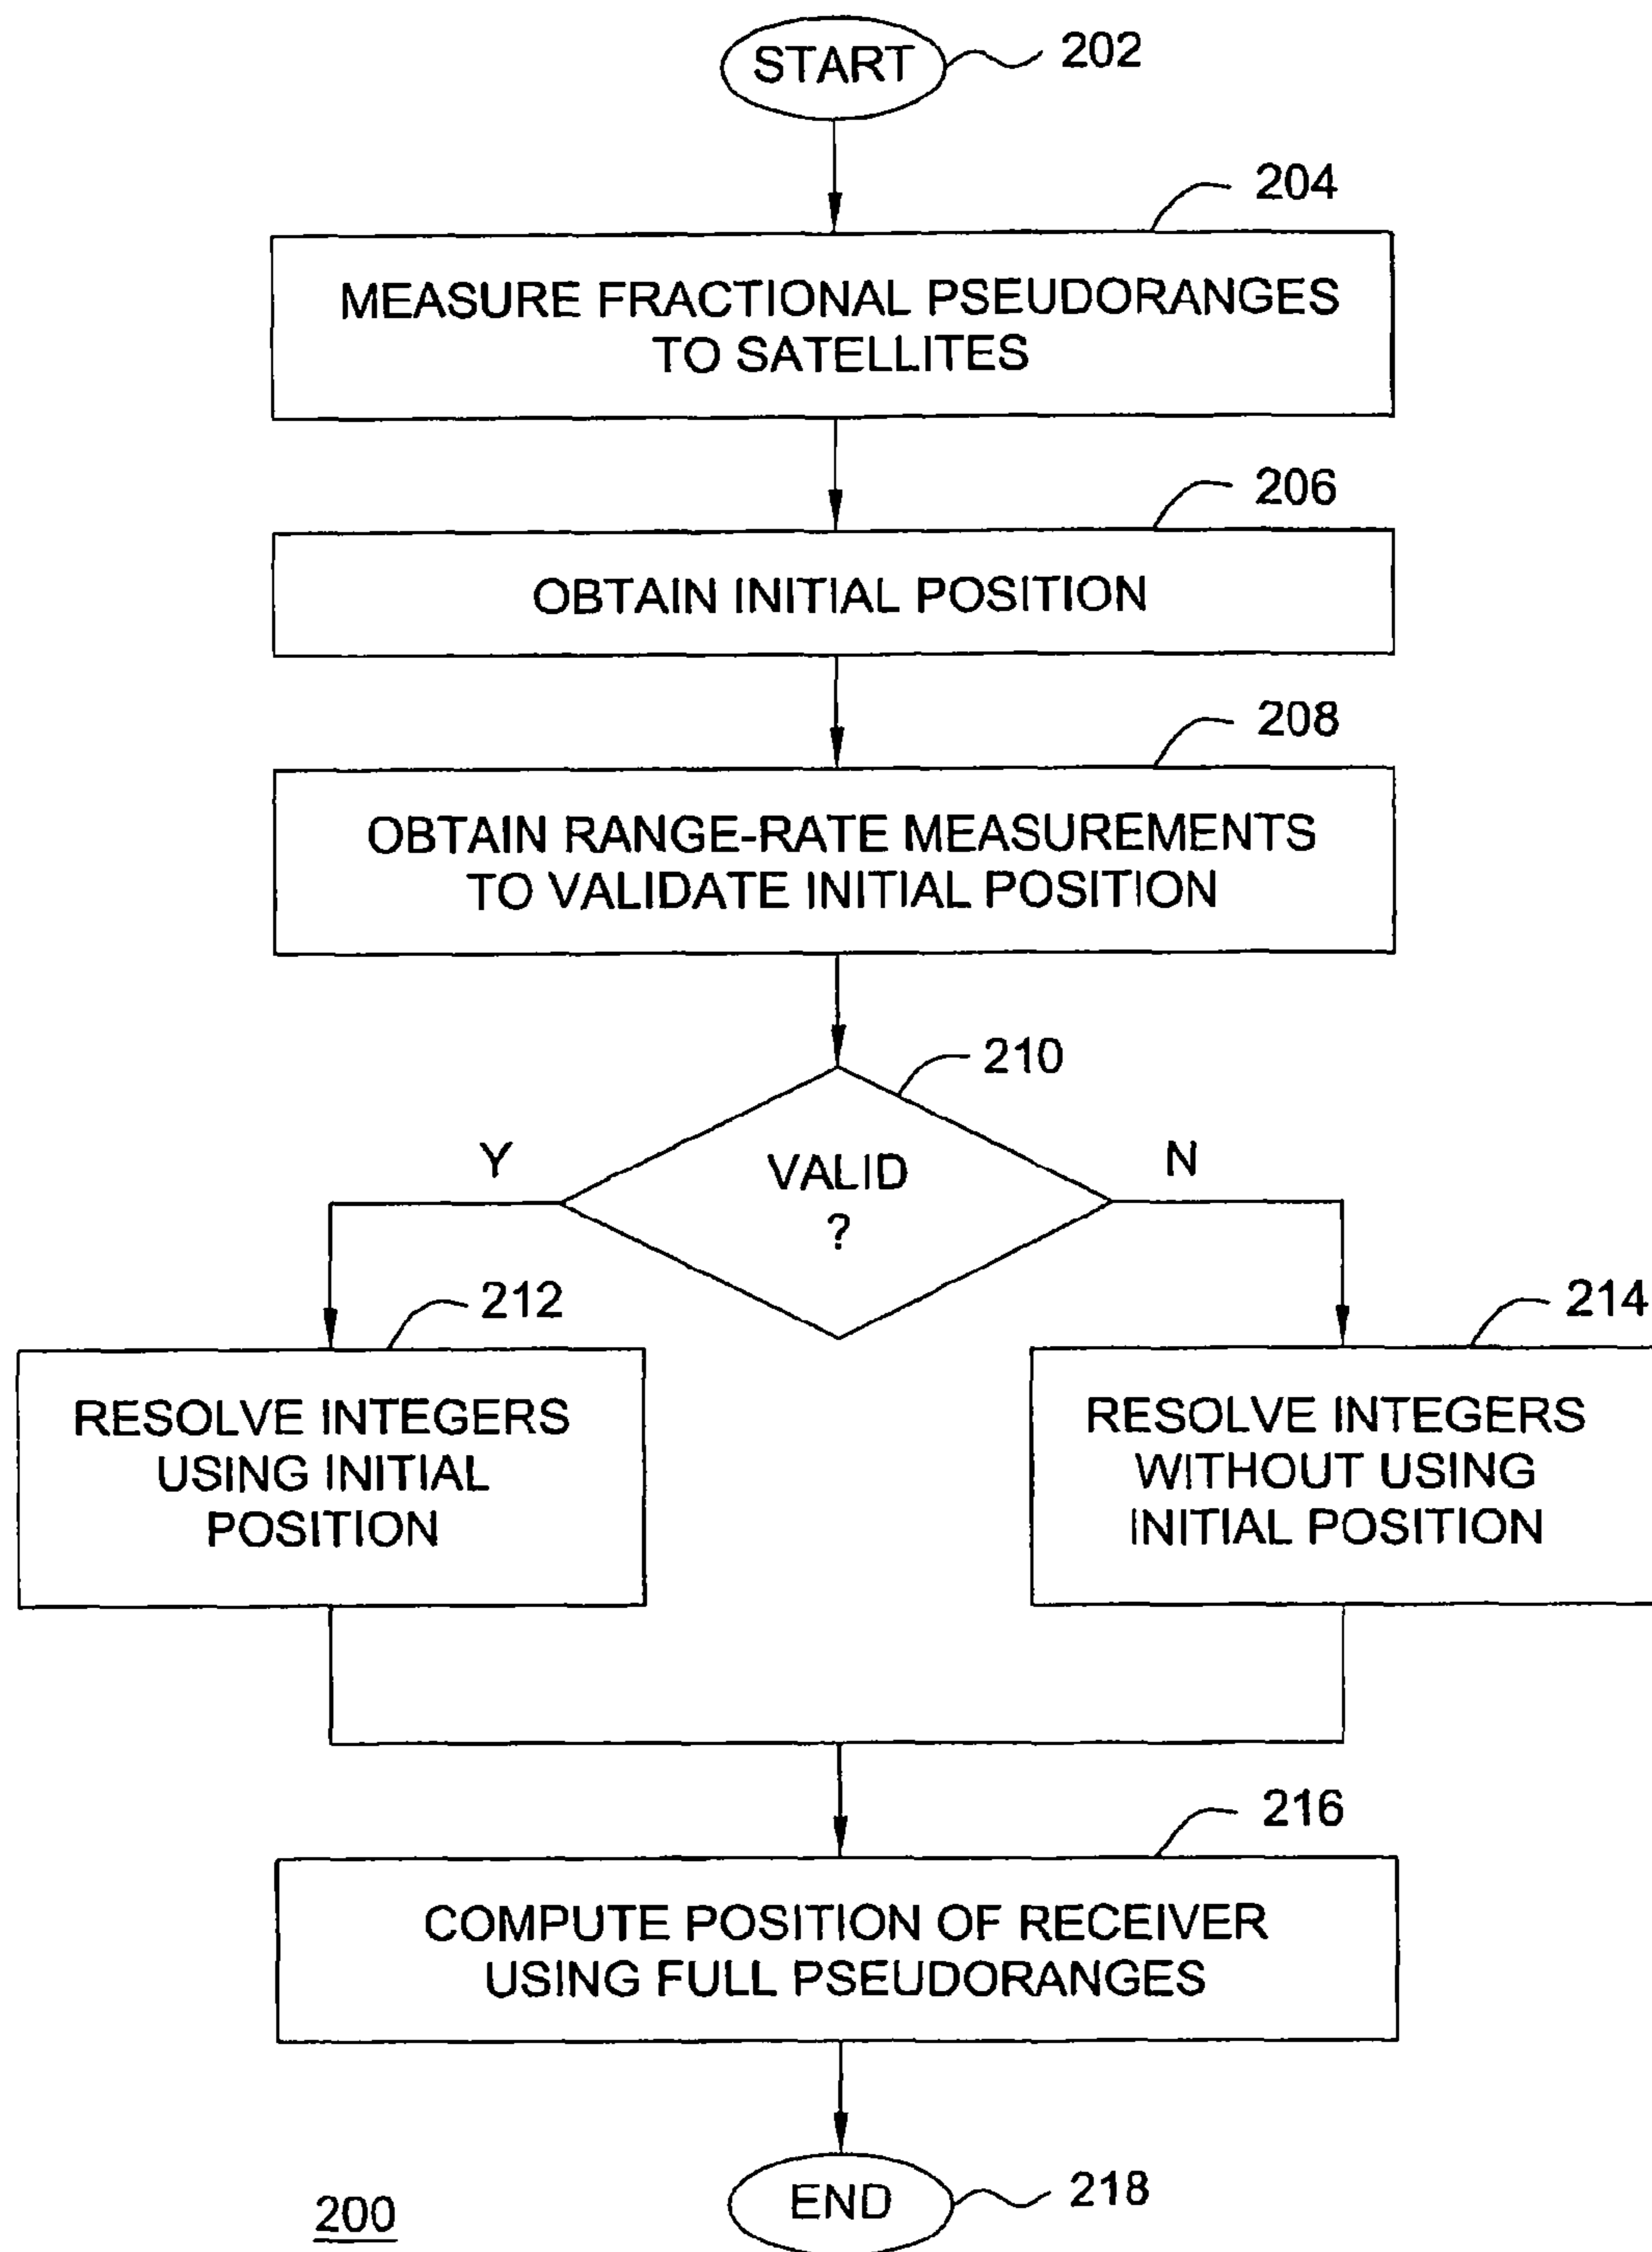 START
202
204
MEASURE FRACTIONAL PSEUDORANGES
TO SATELLITES
206
OBTAIN INITIAL POSITION
208
OBTAIN RANGE-RATE MEASUREMENTS
TO VALIDATE INITIAL POSITION
210
Y
VALID
?
N
212
RESOLVE INTEGERS
USING INITIAL
POSITION
214
RESOLVE INTEGERS
WITHOUT USING
INITIAL POSITION
216
COMPUTE POSITION OF RECEIVER
USING FULL PSEUDORANGES
END
218
200